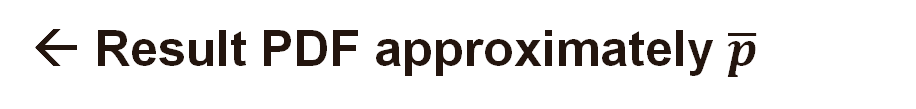 ← Result PDF approximately p̅